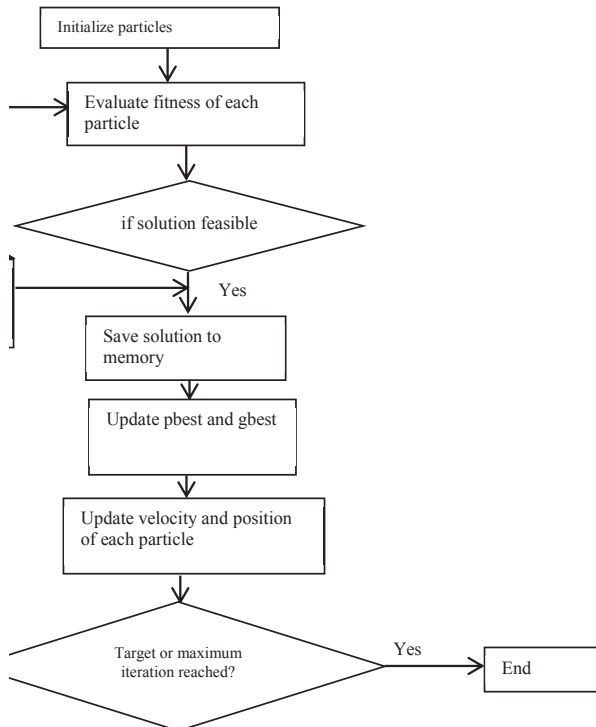 Initialize particles
Evaluate fitness of each
particle
if solution feasible
Yes
Save solution to
memory
Update pbest and gbest
Update velocity and position
of each particle
Target or maximum
iteration reached?
Yes
End